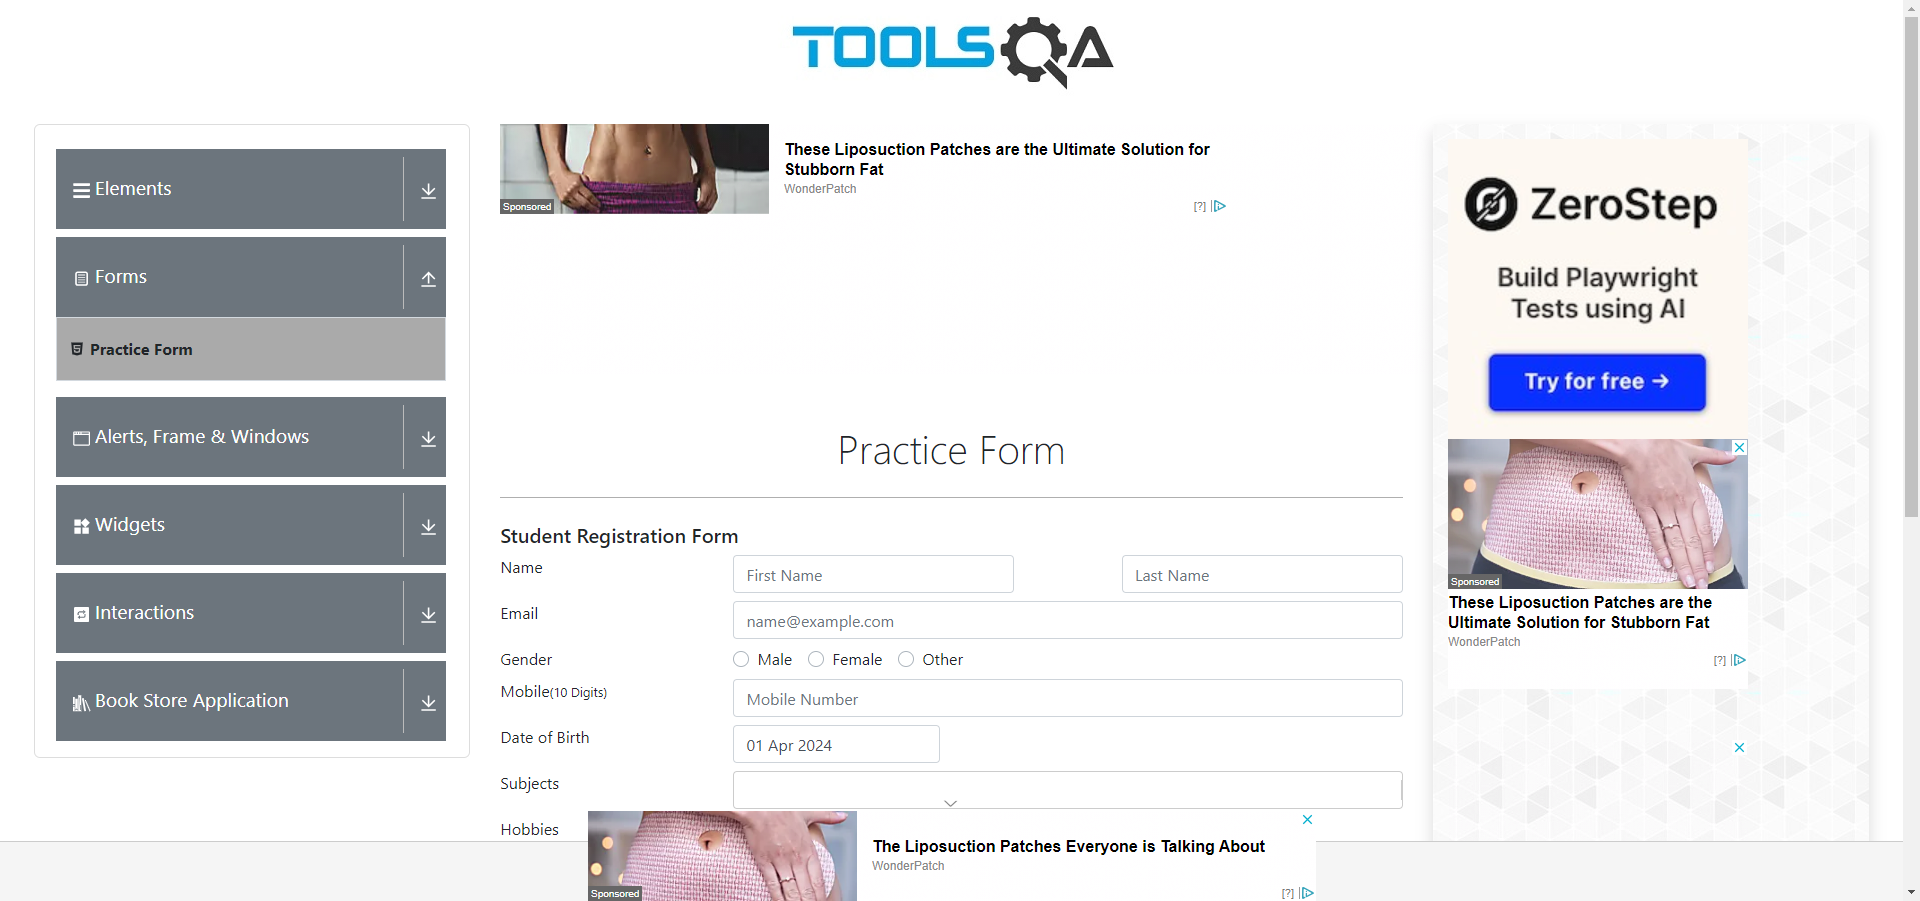 TOOLSQA
Elements
Forms
Practice Form
Alerts, Frame & Windows
Widgets
Interactions
Book Store Application
Sponsored
These Liposuction Patches are the Ultimate Solution for
Stubborn Fat
WonderPatch
[?]
Practice Form
Student Registration Form
Name
First Name
Last Name
Email
name@example.com
Gender
Male
Female
Other
Mobile(10 Digits)
Mobile Number
Date of Birth
01 Apr 2024
Subjects
Hobbies
Sponsored
The Liposuction Patches Everyone is Talking About
WonderPatch
[?]
ZeroStep
Build Playwright
Tests using AI
Try for free →
Sponsored
These Liposuction Patches are the
Ultimate Solution for Stubborn Fat
WonderPatch
[?]